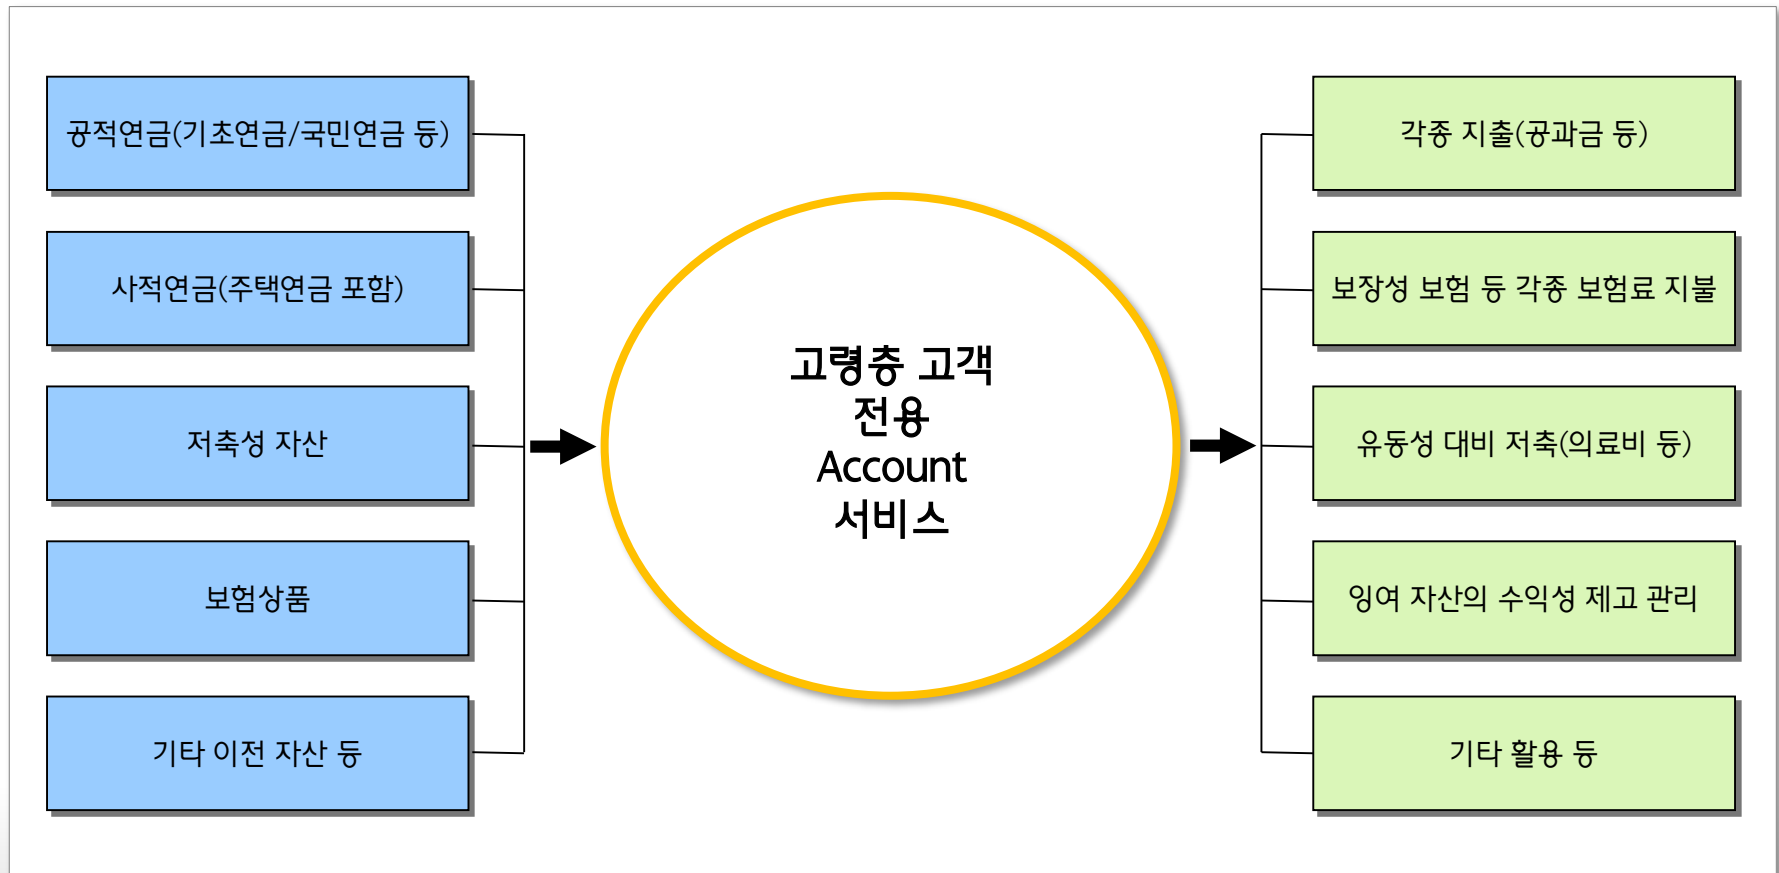 공적연금(기초연금/국민연금 등)
사적연금(주택연금 포함)
저축성 자산
보험상품
기타 이전 자산 등
고령층 고객
전용
Account
서비스
각종 지출(공과금 등)
보장성 보험 등 각종 보험료 지불
유동성 대비 저축(의료비 등)
잉여 자산의 수익성 제고 관리
기타 활용 등